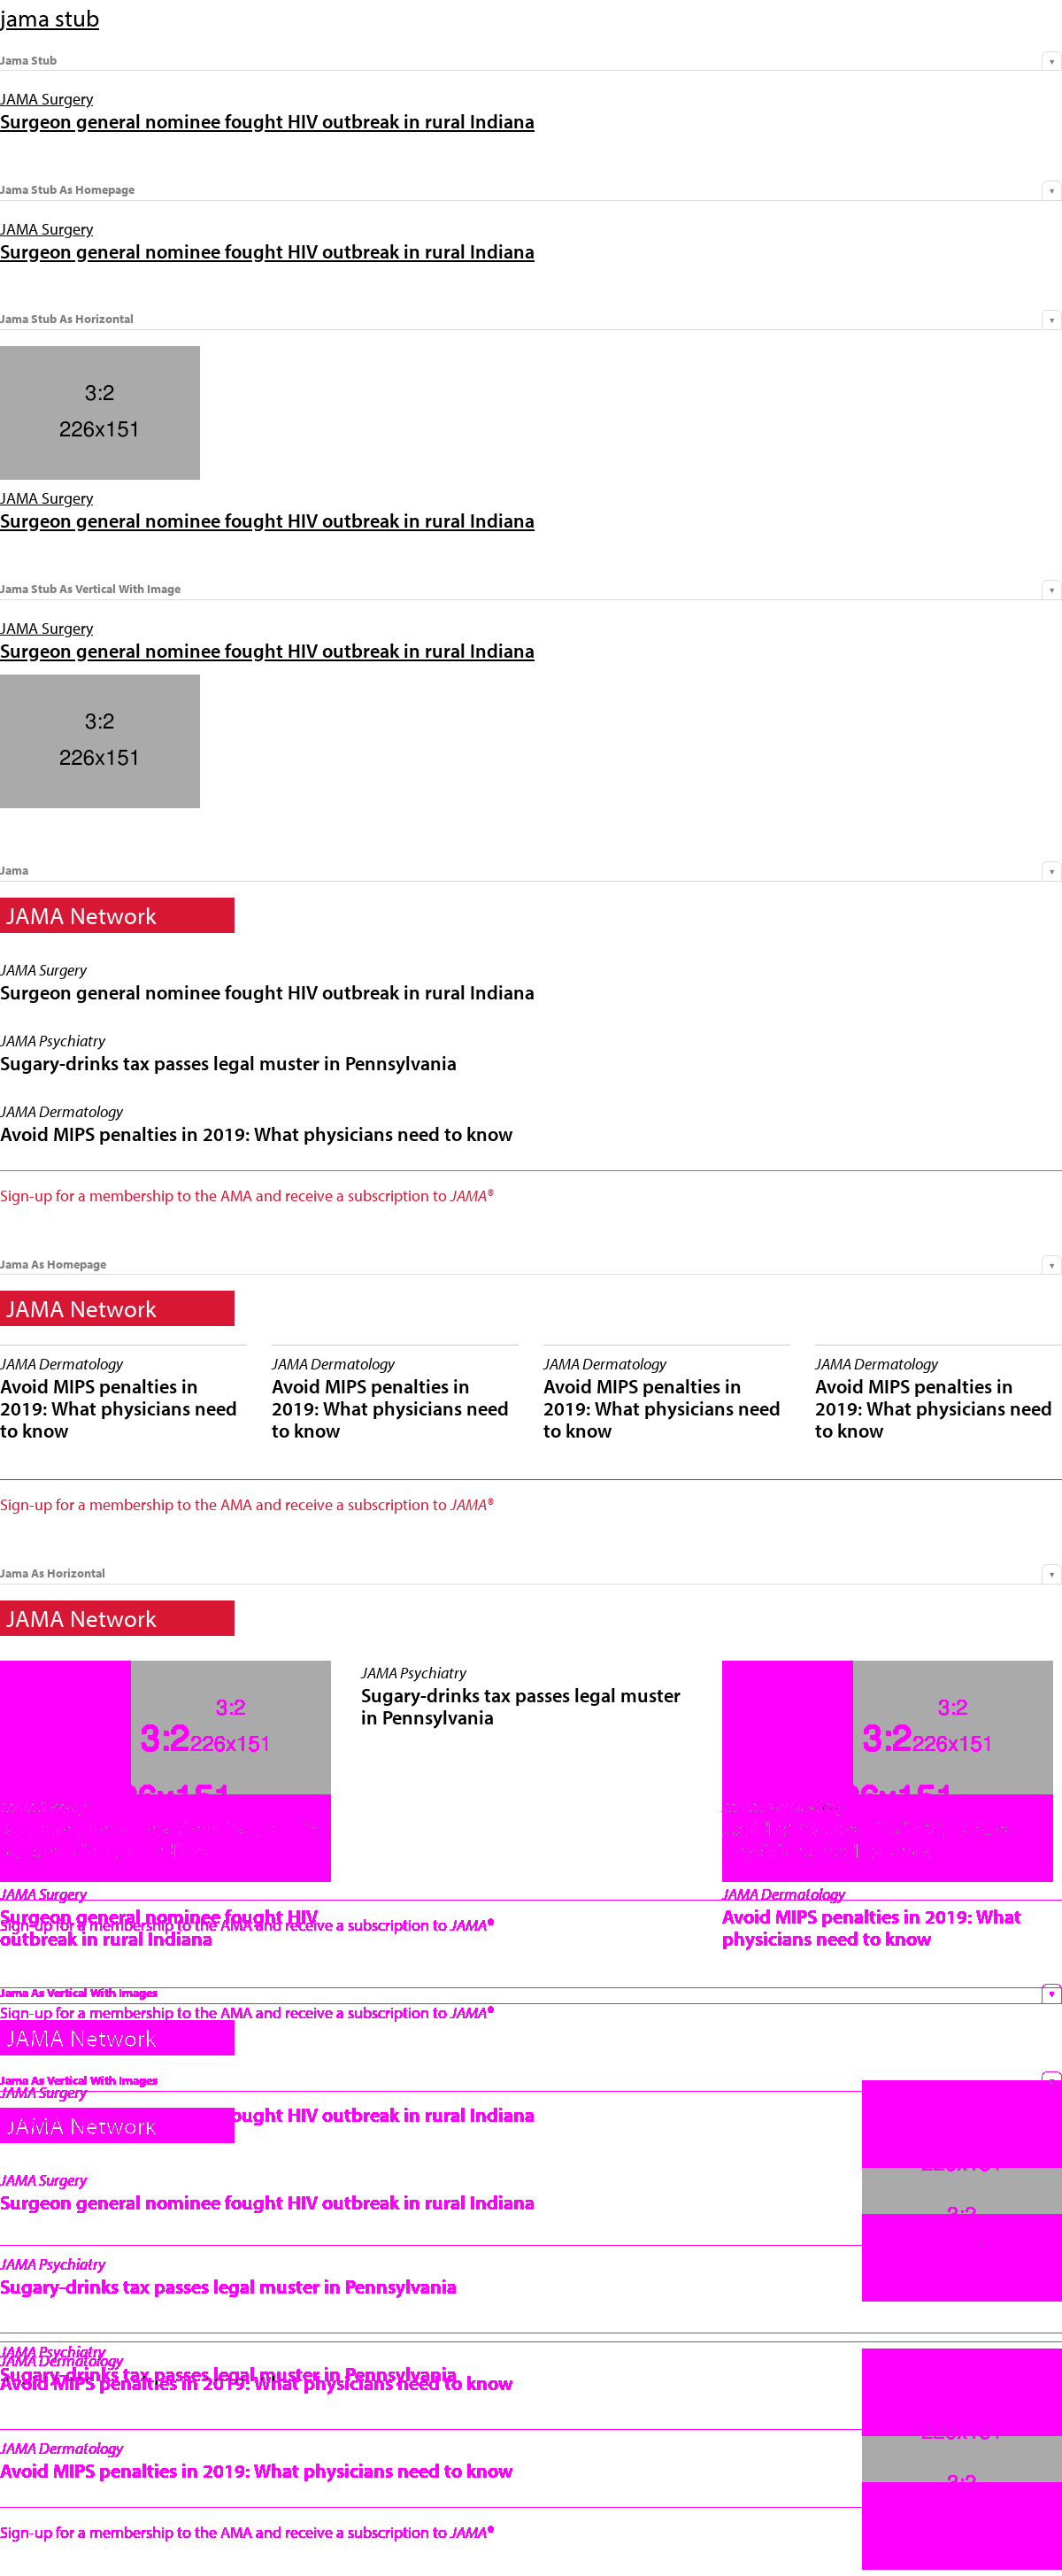 jama stub
Jama Stub
JAMA Surgery
Surgeon general nominee fought HIV outbreak in rural Indiana
Jama Stub As Homepage
JAMA Surgery
Surgeon general nominee fought HIV outbreak in rural Indiana
Jama Stub As Horizontal
3:2
226x151
JAMA Surgery
Surgeon general nominee fought HIV outbreak in rural Indiana
Jama Stub As Vertical With Image
JAMA Surgery
Surgeon general nominee fought HIV outbreak in rural Indiana
3:2
226x151
Jama
JAMA Network
JAMA Surgery
Surgeon general nominee fought HIV outbreak in rural Indiana
JAMA Psychiatry
Sugary-drinks tax passes legal muster in Pennsylvania
JAMA Dermatology
Avoid MIPS penalties in 2019: What physicians need to know
Sign-up for a membership to the AMA and receive a subscription to JAMA®
Jama As Homepage
JAMA Network
JAMA Dermatology
Avoid MIPS penalties in
2019: What physicians need
to know
JAMA Dermatology
Avoid MIPS penalties in
2019: What physicians need
to know
JAMA Dermatology
Avoid MIPS penalties in
2019: What physicians need
to know
JAMA Dermatology
Avoid MIPS penalties in
2019: What physicians need
to know
Sign-up for a membership to the AMA and receive a subscription to JAMA®
Jama As Horizontal
JAMA Network
3:2
3:2
226x151
JAMA Surgery
Surgeon general nominee fought HIV
outbreak in rural Indiana
JAMA Psychiatry
Sugary-drinks tax passes legal muster
in Pennsylvania
3:2
3:2
226x151
JAMA Dermatology
Avoid MIPS penalties in 2019: What
physicians need to know
Sign-up for a membership to the AMA and receive a subscription to JAMA®
Jama As Vertical With Images
Sign-up for a membership to the AMA and receive a subscription to JAMA®
JAMA Network
Jama As Vertical With Images
JAMA Surgery
fought HIV outbreak in rural Indiana
JAMA Network
JAMA Surgery
Surgeon general nominee fought HIV outbreak in rural Indiana
JAMA Psychiatry
Sugary-drinks tax passes legal muster in Pennsylvania
JAMA Psychiatry
JAMA Dermatology
Sugary-drinks tax passes legal muster in Pennsylvania
Avoid MIPS penalties in 2019: What physicians need to know
JAMA Dermatology
Avoid MIPS penalties in 2019: What physicians need to know
Sign-up for a membership to the AMA and receive a subscription to JAMA®